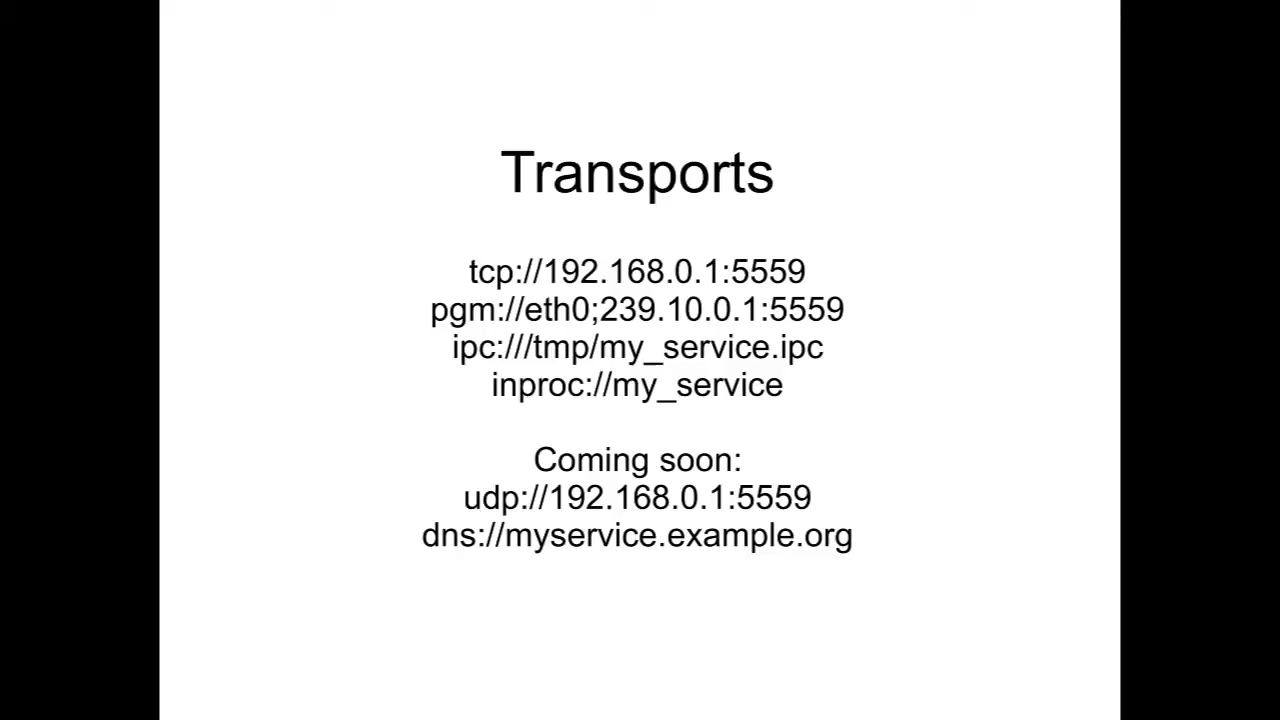 Transports
tcp://192.168.0.1:5559
pgm://eth0;239.10.0.1:5559
ipc:///tmp/my_service.ipc
inproc://my_service
Coming soon:
udp://192.168.0.1:5559
dns://myservice.example.org